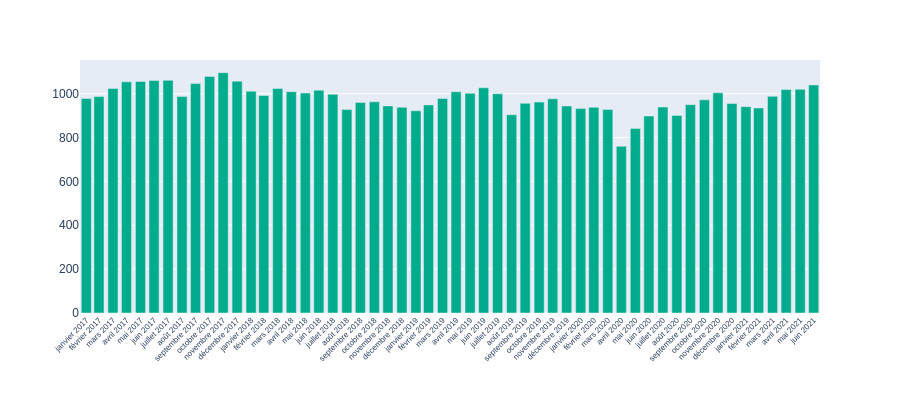 1000
800
600
400
200
0
janvier 2017
février 2017
mars 2017
avril 2017
mai 2017
juin 2017
juillet 2017
août 2017
septembre 2017
octobre 2017
novembre 2017
décembre 2017
janvier 2018
février 2018
mars 2018
avril 2018
mai 2018
juin 2018
juillet 2018
août 2018
septembre 2018
octobre 2018
novembre 2018
décembre 2018
janvier 2019
février 2019
mars 2019
avril 2019
mai 2019
juin 2019
juillet 2019
août 2019
septembre 2019
octobre 2019
novembre 2019
décembre 2019
janvier 2020
février 2020
mars 2020
avril 2020
mai 2020
juin 2020
juillet 2020
août 2020
septembre 2020
octobre 2020
novembre 2020
décembre 2020
janvier 2021
février 2021
mars 2021
avril 2021
mai 2021
juin 2021